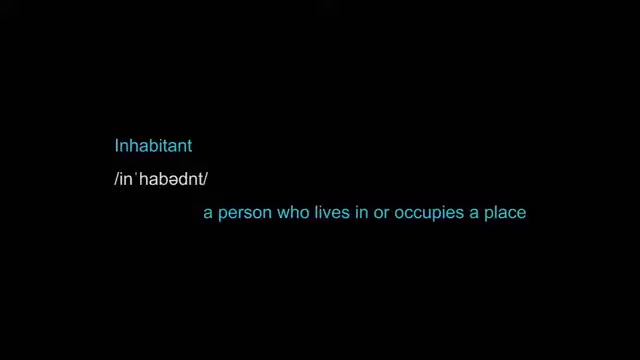 Inhabitant
/inˈhabədnt/
a person who lives in or occupies a place